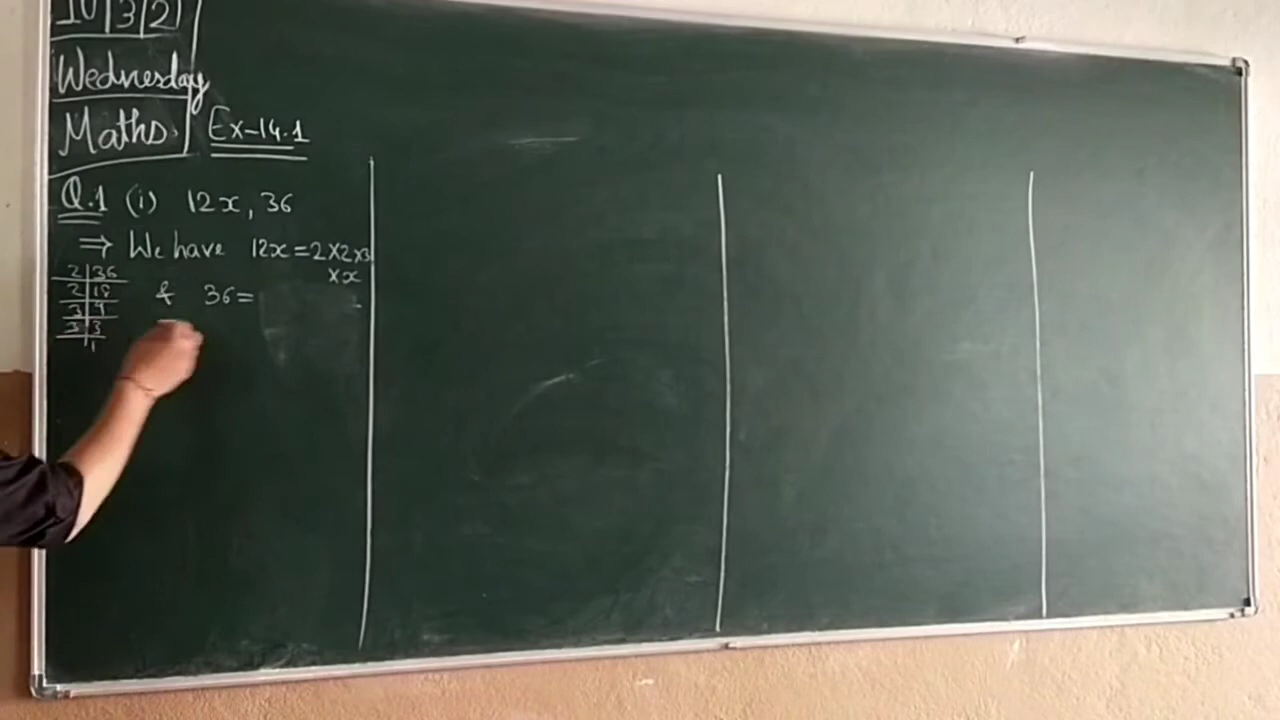 10|3|21
Wednesday
Maths. Ex-14.1
Q.1 (i) 12x, 36
⇒ We have 12x=2×2×3
×x
& 36=
2|36
2|18
3|9
3|3
1